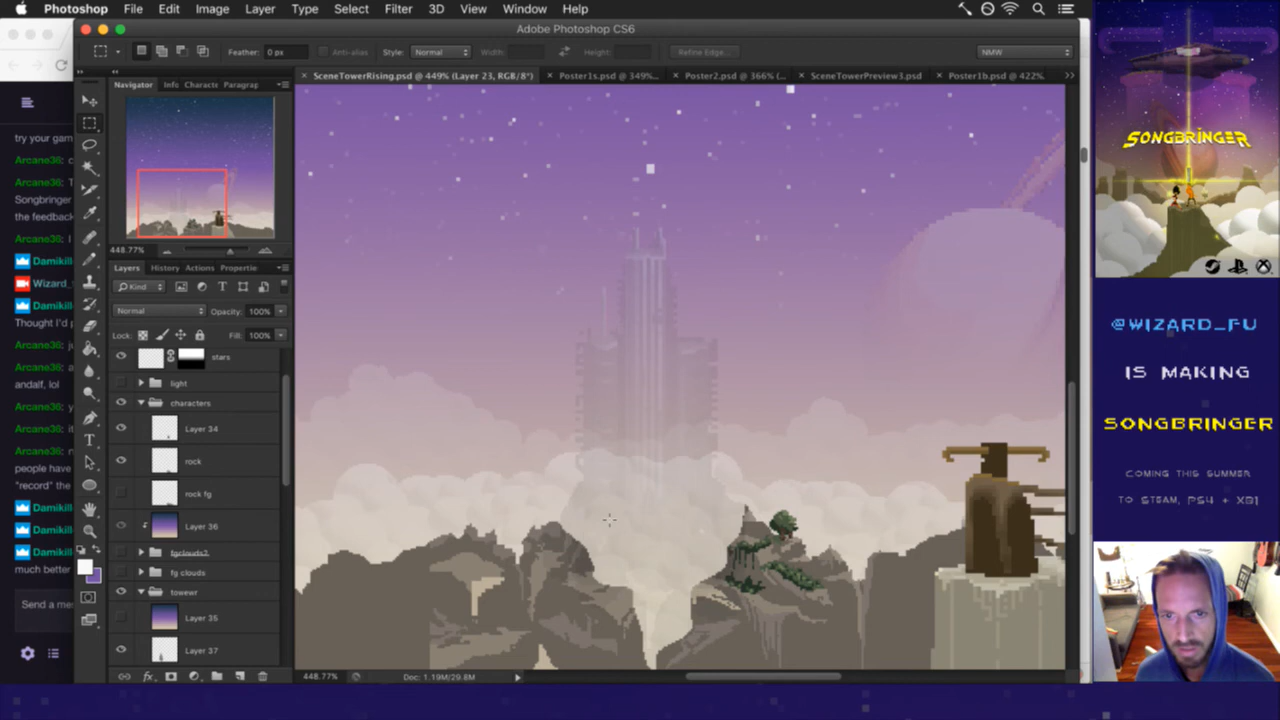 Photoshop File Edit Image Layer Type Select Filter 3D View Window Help
Adobe Photoshop CS6
Feather: 0 px Anti-alias Style: Normal Width: Height: Refine Edge... NMW
SceneTowerRising.psd @ 449% (Layer 23, RGB/8*) Poster1s.psd @ 349%... Poster2.psd @ 366% (... SceneTowerPreview3.psd Poster1b.psd @ 422%
Navigator Info Characte Paragrap
448.77%
Layers History Actions Propertie
Kind
Normal Opacity: 100%
Lock: Fill: 100%
stars
light
characters
Layer 34
rock
rock fg
Layer 36
fgclouds2
fg clouds
towewr
Layer 35
Layer 37
448.77% Doc: 1.19M/29.8M
try your gam
Arcane36:
Arcane36: T
Songbringer
the feedback
Arcane36: I
Damikill
Wizard_
Damikill
Thought I'd p
Arcane36:
Arcane36:
andalf, lol
Arcane36:
Arcane36:
Arcane36:
people have
"record" the
Damikill
Damikill
Damikill
much better
Send a me
SONGBRINGER
@WIZARD_FU
IS MAKING
SONGBRINGER
COMING THIS SUMMER
TO STEAM, PS4 + XB1